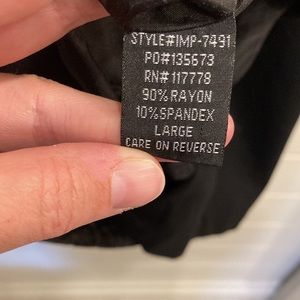 STYLE#IMP-7491
PO#135673
RN#117778
90%RAYON
10%SPANDEX
LARGE
CARE ON REVERSE